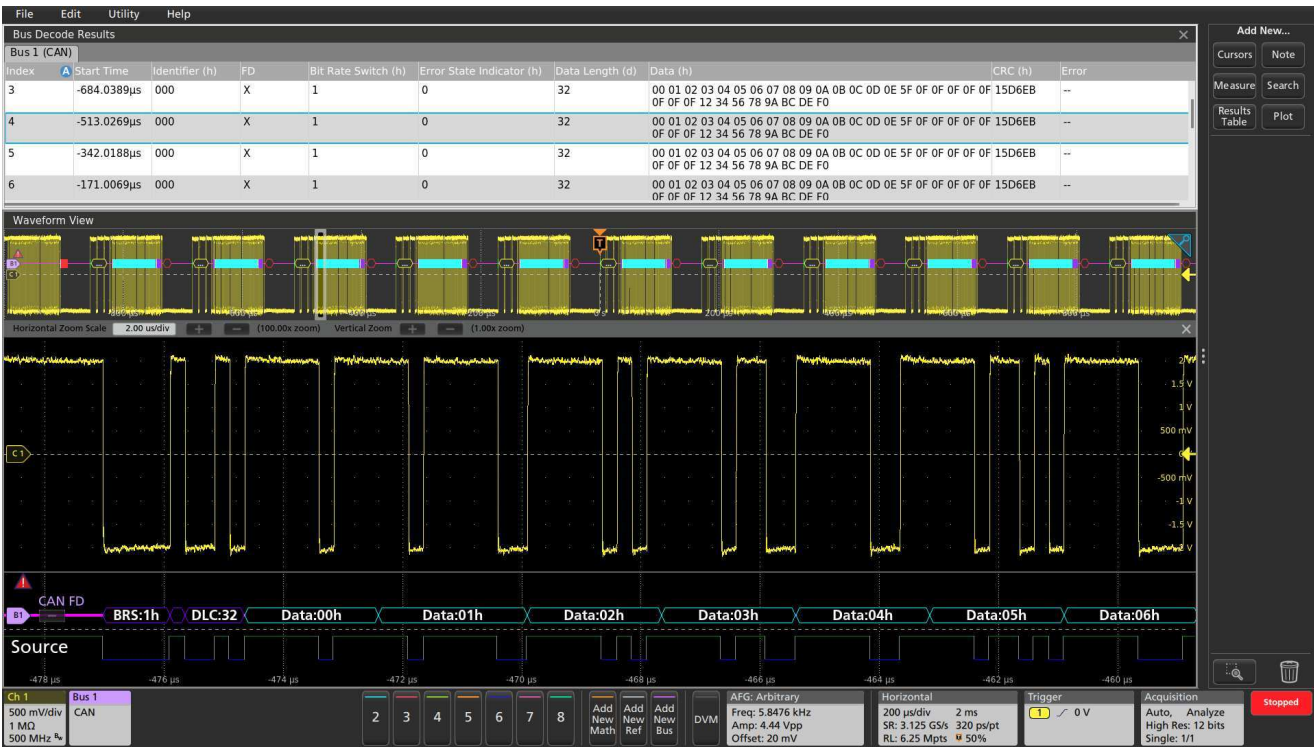 File Edit Utility Help
Bus Decode Results
Add New...
Bus 1 (CAN)
Cursors Note
Index A Start Time Identifier (h) FD Bit Rate Switch (h) Error State Indicator (h) Data Length (d) Data (h) CRC (h) Error
3 -684.0389µs 000 X 1 0 32 00 01 02 03 04 05 06 07 08 09 0A 0B 0C 0D 0E 5F 0F 0F 0F 0F 0F 15D6EB --
0F 0F 0F 12 34 56 78 9A BC DE F0
Measure Search
4 -513.0269µs 000 X 1 0 32 00 01 02 03 04 05 06 07 08 09 0A 0B 0C 0D 0E 5F 0F 0F 0F 0F 0F 15D6EB --
0F 0F 0F 12 34 56 78 9A BC DE F0
Results Table Plot
5 -342.0188µs 000 X 1 0 32 00 01 02 03 04 05 06 07 08 09 0A 0B 0C 0D 0E 5F 0F 0F 0F 0F 0F 15D6EB --
0F 0F 0F 12 34 56 78 9A BC DE F0
6 -171.0069µs 000 X 1 0 32 00 01 02 03 04 05 06 07 08 09 0A 0B 0C 0D 0E 5F 0F 0F 0F 0F 0F 15D6EB --
0F 0F 0F 12 34 56 78 9A BC DE F0
Waveform View
T
B1
C1
0 s 200 µs
Horizontal Zoom Scale 2.00 us/div + − (100.00x zoom) Vertical Zoom + − (1.00x zoom)
1.5 V
1 V
500 mV
C 1
-500 mV
-1 V
-1.5 V
CAN FD
B1 BRS:1h DLC:32 Data:00h Data:01h Data:02h Data:03h Data:04h Data:05h Data:06h
Source
-478 µs -476 µs -474 µs -472 µs -470 µs -468 µs -466 µs -464 µs -462 µs -460 µs
Ch 1
500 mV/div
1 MΩ
500 MHz
Bus 1
CAN
2 3 4 5 6 7 8
Add New Math
Add New Ref
Add New Bus
DVM
AFG: Arbitrary
Freq: 5.8476 kHz
Amp: 4.44 Vpp
Offset: 20 mV
Horizontal
200 µs/div 2 ms
SR: 3.125 GS/s 320 ps/pt
RL: 6.25 Mpts 50%
Trigger
1 0 V
Acquisition
Auto, Analyze
High Res: 12 bits
Single: 1/1
Stopped